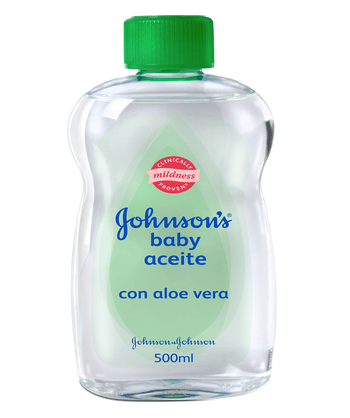 CLINICALLY
mildness
PROVEN
Johnson's®
baby
aceite
con aloe vera
Johnson & Johnson
500ml